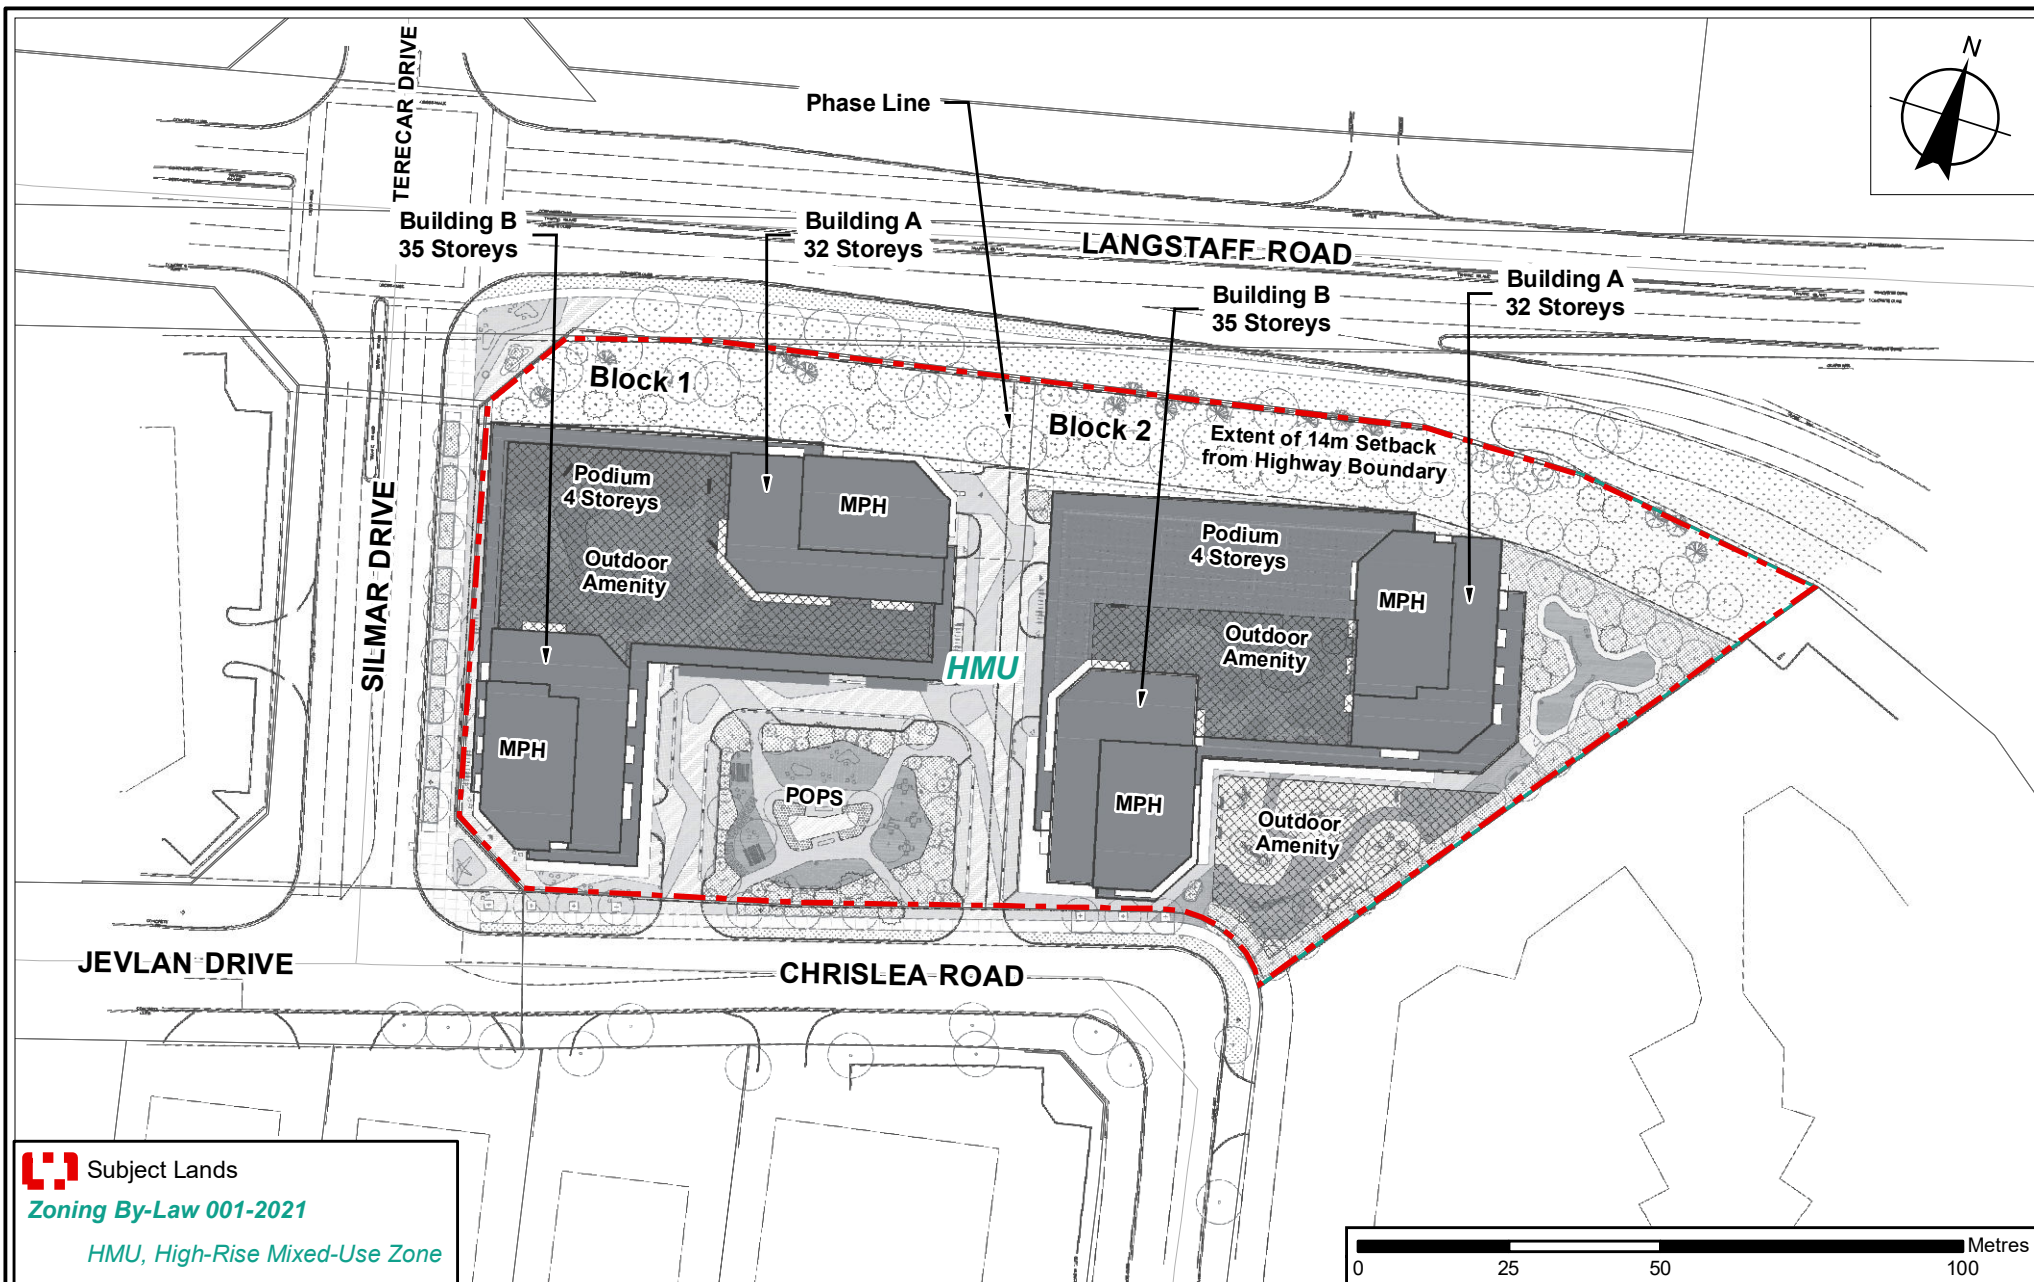 N
TERECAR DRIVE
Phase Line
Building B
35 Storeys
Building A
32 Storeys
LANGSTAFF ROAD
Building B
35 Storeys
Building A
32 Storeys
Block 1
Block 2
Extent of 14m Setback
from Highway Boundary
Podium
4 Storeys
MPH
Outdoor
Amenity
Podium
4 Storeys
MPH
Outdoor
Amenity
SILMAR DRIVE
HMU
MPH
POPS
MPH
Outdoor
Amenity
JEVLAN DRIVE
CHRISLEA ROAD
Subject Lands
Zoning By-Law 001-2021
HMU, High-Rise Mixed-Use Zone
Metres
0 25 50 100